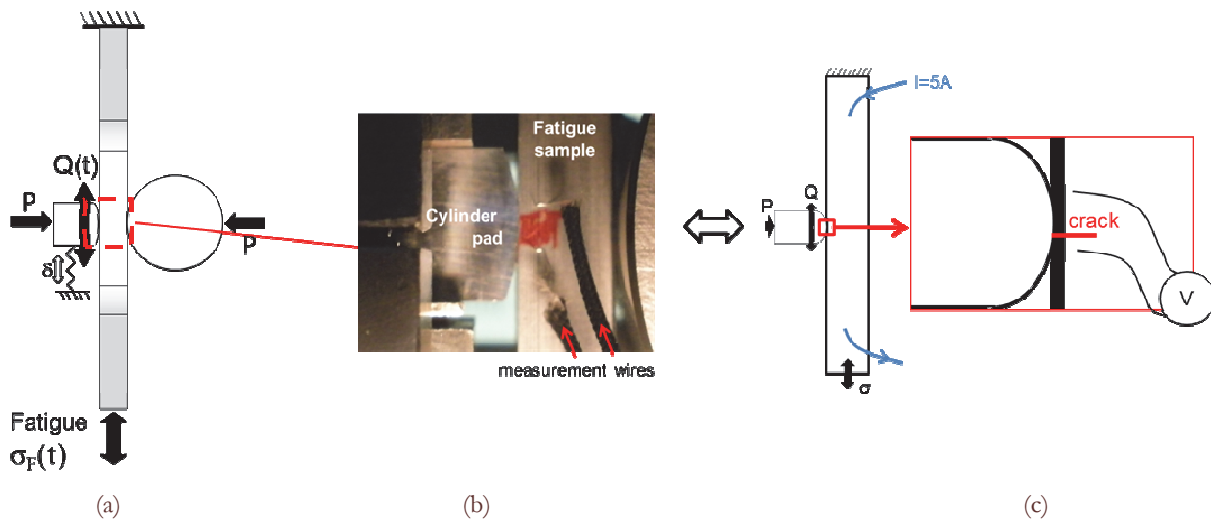 Q(t)
P
P
δ
Fatigue
σF(t)
(a)
Fatigue
sample
Cylinder
pad
measurement wires
(b)
I=5A
P
Q
σ
crack
V
(c)